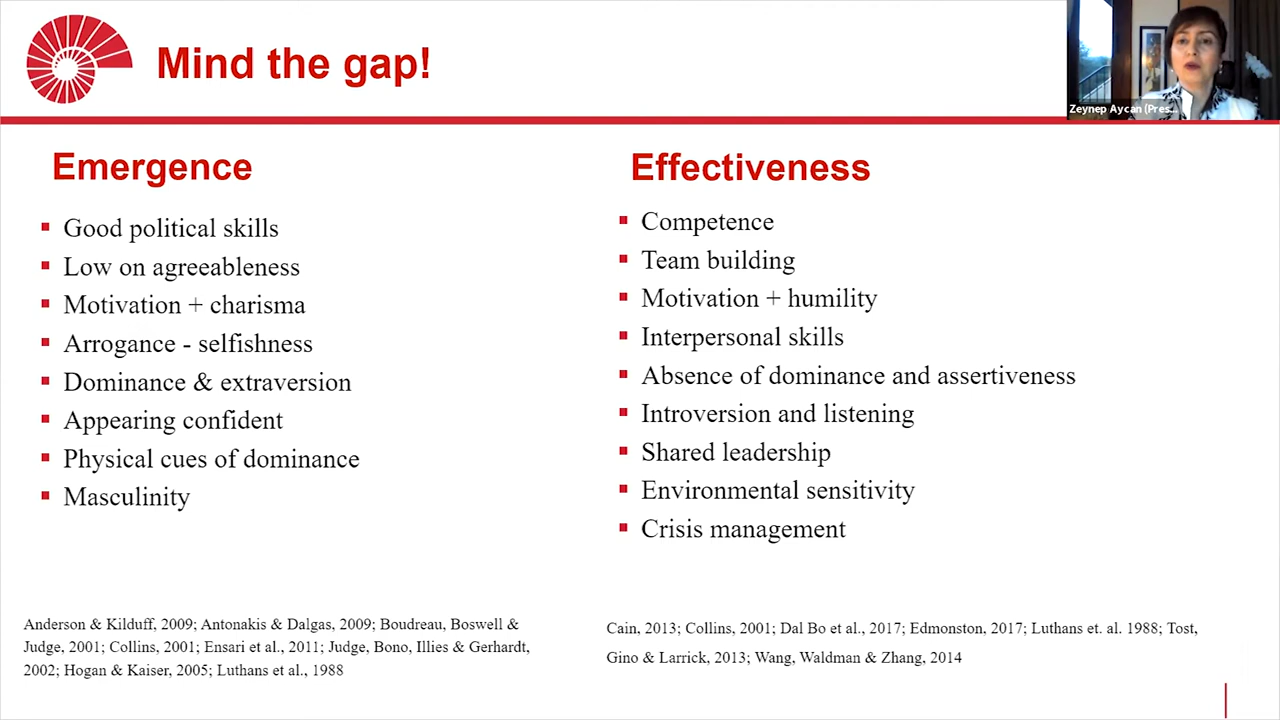 Mind the gap!
Zeynep Aycan (Pres...
Emergence
Good political skills
Low on agreeableness
Motivation + charisma
Arrogance - selfishness
Dominance & extraversion
Appearing confident
Physical cues of dominance
Masculinity
Anderson & Kilduff, 2009; Antonakis & Dalgas, 2009; Boudreau, Boswell &
Judge, 2001; Collins, 2001; Ensari et al., 2011; Judge, Bono, Illies & Gerhardt,
2002; Hogan & Kaiser, 2005; Luthans et al., 1988
Effectiveness
Competence
Team building
Motivation + humility
Interpersonal skills
Absence of dominance and assertiveness
Introversion and listening
Shared leadership
Environmental sensitivity
Crisis management
Cain, 2013; Collins, 2001; Dal Bo et al., 2017; Edmonston, 2017; Luthans et. al. 1988; Tost,
Gino & Larrick, 2013; Wang, Waldman & Zhang, 2014